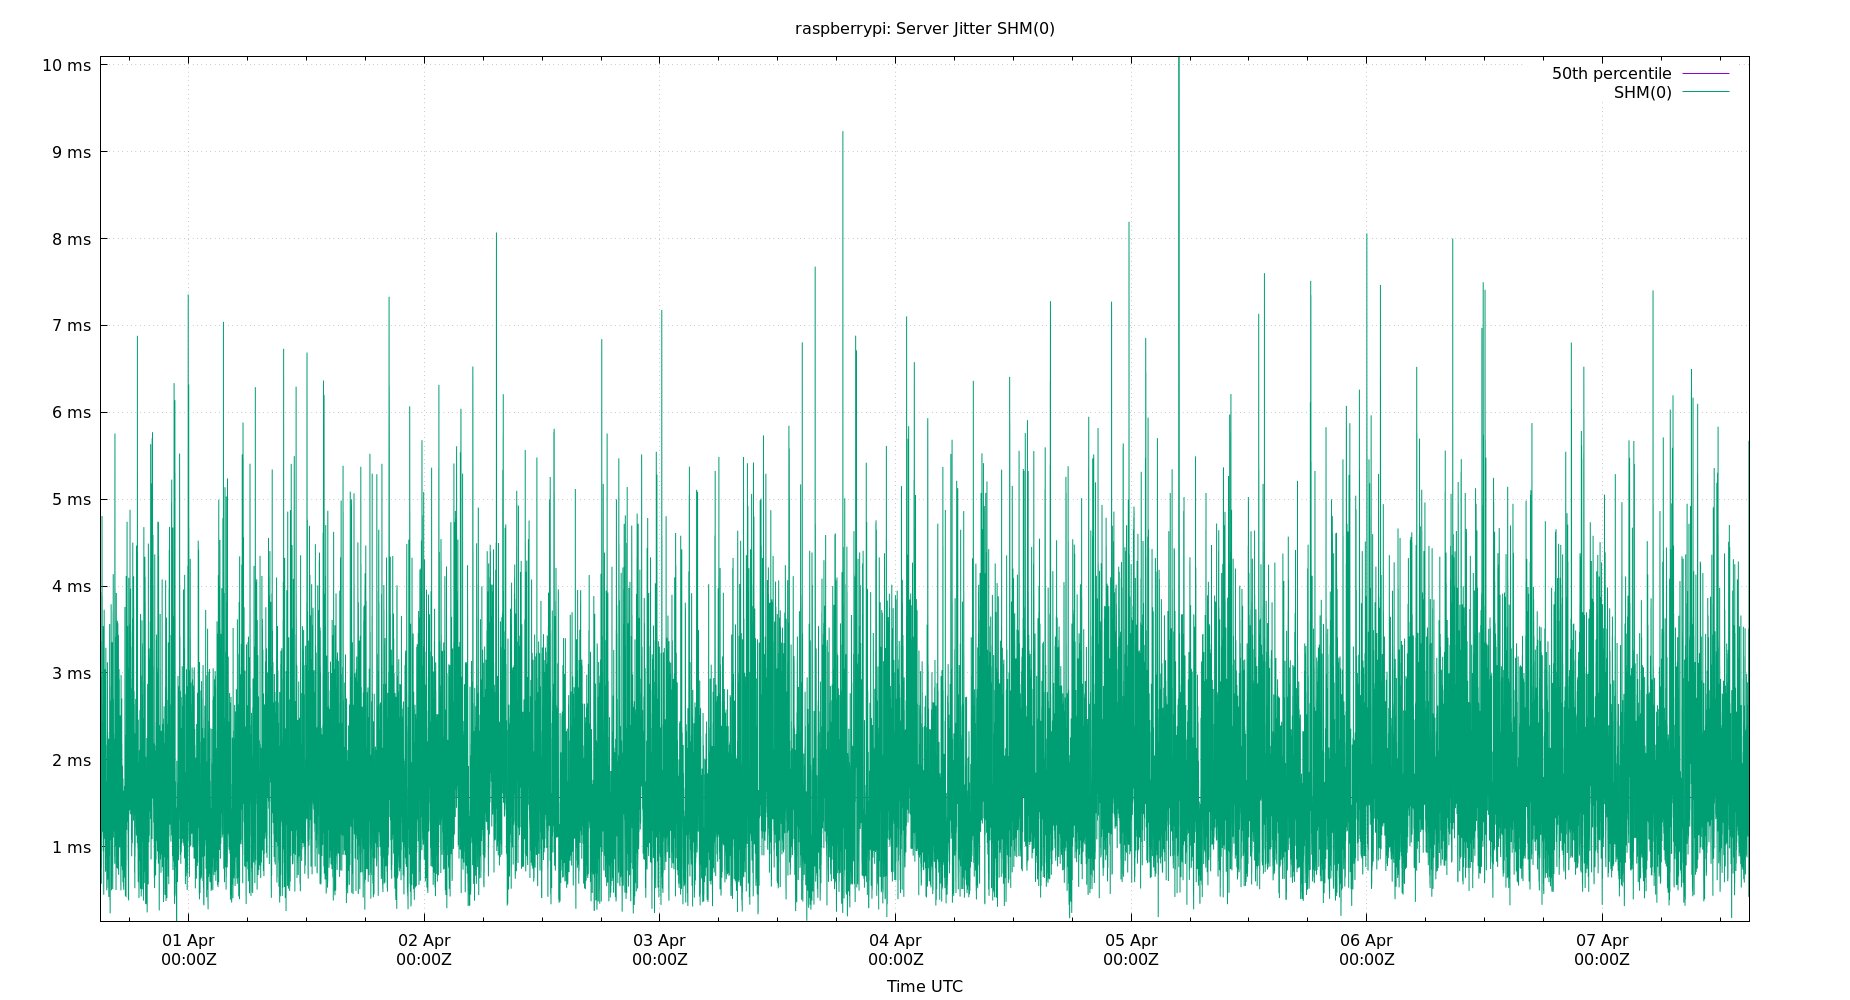 raspberrypi: Server Jitter SHM(0)
10 ms
9 ms
8 ms
7 ms
6 ms
5 ms
4 ms
3 ms
2 ms
1 ms
50th percentile
SHM(0)
01 Apr 02 Apr 03 Apr 04 Apr 05 Apr 06 Apr 07 Apr
00:00Z 00:00Z 00:00Z 00:00Z 00:00Z 00:00Z 00:00Z
Time UTC